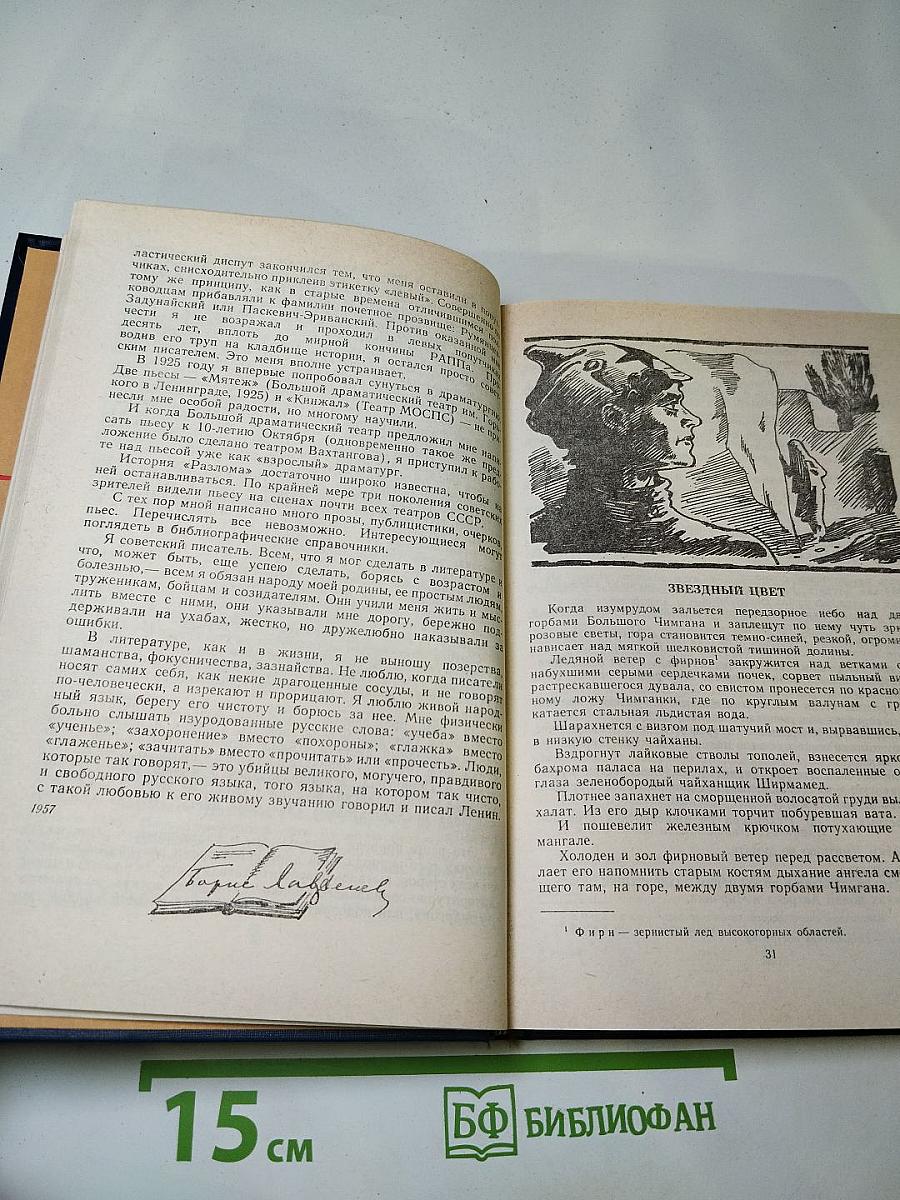 ластический диспут закончился тем, что меня оставили в
чиках, снисходительно приклеив этикетку «левый». Совершенно
тому же принципу, как в старые времена отличившимся
ководцам прибавляли к фамилии почетное прозвище:
Задунайский или Паскевич-Эриванский. Против оказанной
чести я не возражал и проходил в левых
десять лет, вплоть до мирной кончины РАППа.
водив его труп на кладбище истории, я остался просто
ским писателем. Это меня вполне устраивает.
В 1925 году я впервые попробовал сунуться в драматургию.
Две пьесы — «Мятеж» (Большой драматический театр им. Горь-
кого в Ленинграде, 1925) и «Кинжал» (Театр МОСПС) — не при-
несли мне особой радости, но многому научили.
И когда Большой драматический театр предложил мне напи-
сать пьесу к 10-летию Октября (одновременно такое же пред-
ложение было сделано театром Вахтангова), я приступил к рабо-
те над пьесой уже как «взрослый» драматург.
История «Разлома» достаточно широко известна, чтобы на
ней останавливаться. По крайней мере три поколения советских
зрителей видели пьесу на сценах почти всех театров СССР.
С тех пор мной написано много прозы, публицистики, очерков,
пьес. Перечислять все невозможно. Интересующиеся могут
поглядеть в библиографические справочники.
Я советский писатель. Всем, что я мог сделать в литературе и
что, может быть, еще успею сделать, борясь с возрастом и
болезнью,— всем я обязан народу моей родины, ее простым людям,
труженикам, бойцам и созидателям. Они учили меня жить и мыс-
лить вместе с ними, они указывали мне дорогу, бережно под-
держивали на ухабах, жестко, но дружелюбно наказывали за
ошибки.
В литературе, как и в жизни, я не выношу позерства,
шаманства, фокусничества, зазнайства. Не люблю, когда писатели
носят самих себя, как некие драгоценные сосуды, и не говорят
по-человечески, а изрекают и прорицают. Я люблю живой народ-
ный язык, берегу его чистоту и борюсь за нее. Мне физически
больно слышать изуродованные русские слова: «учеба» вместо
«ученье»; «захоронение» вместо «похороны»; «глажка» вместо
«глаженье»; «зачитать» вместо «прочитать» или «прочесть». Люди,
которые так говорят,— это убийцы великого, могучего, правдивого
и свободного русского языка, того языка, на котором так чисто,
с такой любовью к его живому звучанию говорил и писал Ленин.
1957
Борис Лавренев
ЗВЕЗДНЫЙ ЦВЕТ
Когда изумрудом зальется передзорное небо над
горбами Большого Чимгана и заплещут по нему чуть
розовые светы, гора становится темно-синей, резкой,
нависает над мягкой шелковистой тишиной долины.
Ледяной ветер с фирнов¹ закружится над ветками
набухшими серыми сердечками почек, сорвет пыльный
растрескавшегося дувала, со свистом пронесется по
ному ложу Чимганки, где по круглым валунам с
катается стальная льдистая вода.
Шарахнется с визгом под шатучий мост и, вырвавшись,
в низкую стенку чайханы.
Вздрогнут лайковые стволы тополей, взнесется
бахрома паласа на перилах, и откроет воспаленные
глаза зеленобородый чайханщик Ширмамед.
Плотнее запахнет на сморщенной волосатой груди
халат. Из его дыр клочками торчит побуревшая вата.
И пошевелит железным крючком потухающие
мангале.
Холоден и зол фирновый ветер перед рассветом.
лает его напомнить старым костям дыхание ангела
щего там, на горе, между двумя горбами Чимгана.
¹ Фирн — зернистый лед высокогорных областей.
31
15 см
БФ БИБЛИОФАН